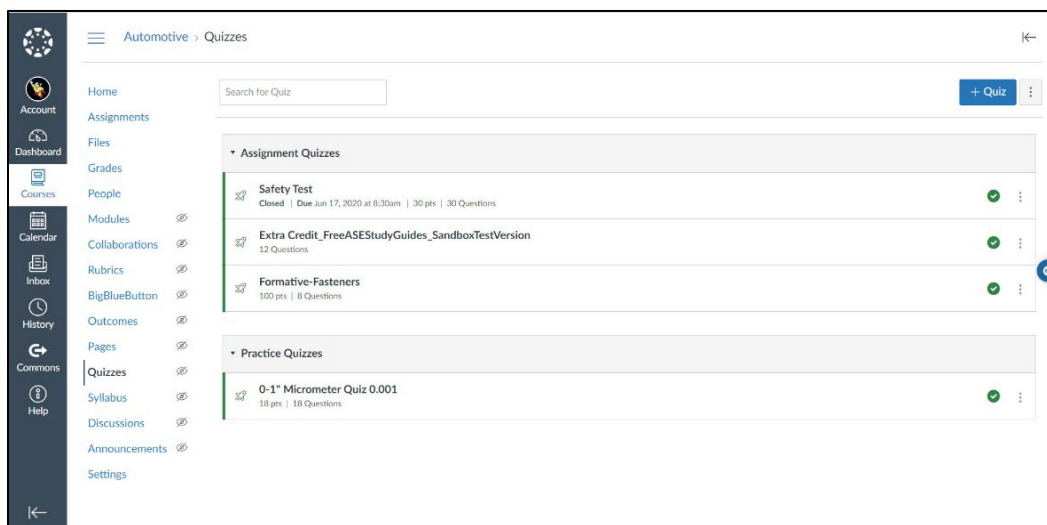 Automotive › Quizzes
Account
Dashboard
Courses
Calendar
Inbox
History
Commons
Help
Home
Assignments
Files
Grades
People
Modules
Collaborations
Rubrics
BigBlueButton
Outcomes
Pages
Quizzes
Syllabus
Discussions
Announcements
Settings
Search for Quiz
+ Quiz
Assignment Quizzes
Safety Test
Closed | Due Jun 17, 2020 at 8:30am | 30 pts | 30 Questions
Extra Credit_FreeASEStudyGuides_SandboxTestVersion
12 Questions
Formative-Fasteners
100 pts | 8 Questions
Practice Quizzes
0-1" Micrometer Quiz 0.001
18 pts | 18 Questions